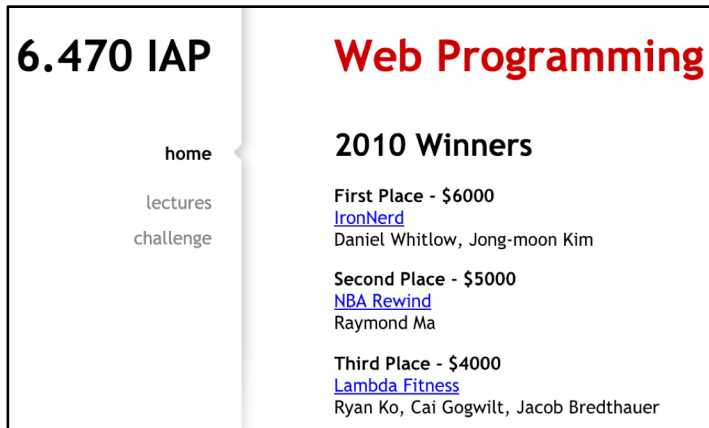 6.470 IAP
home
lectures
challenge
Web Programming
2010 Winners
First Place - $6000
IronNerd
Daniel Whitlow, Jong-moon Kim
Second Place - $5000
NBA Rewind
Raymond Ma
Third Place - $4000
Lambda Fitness
Ryan Ko, Cai Gogwilt, Jacob Bredthauer